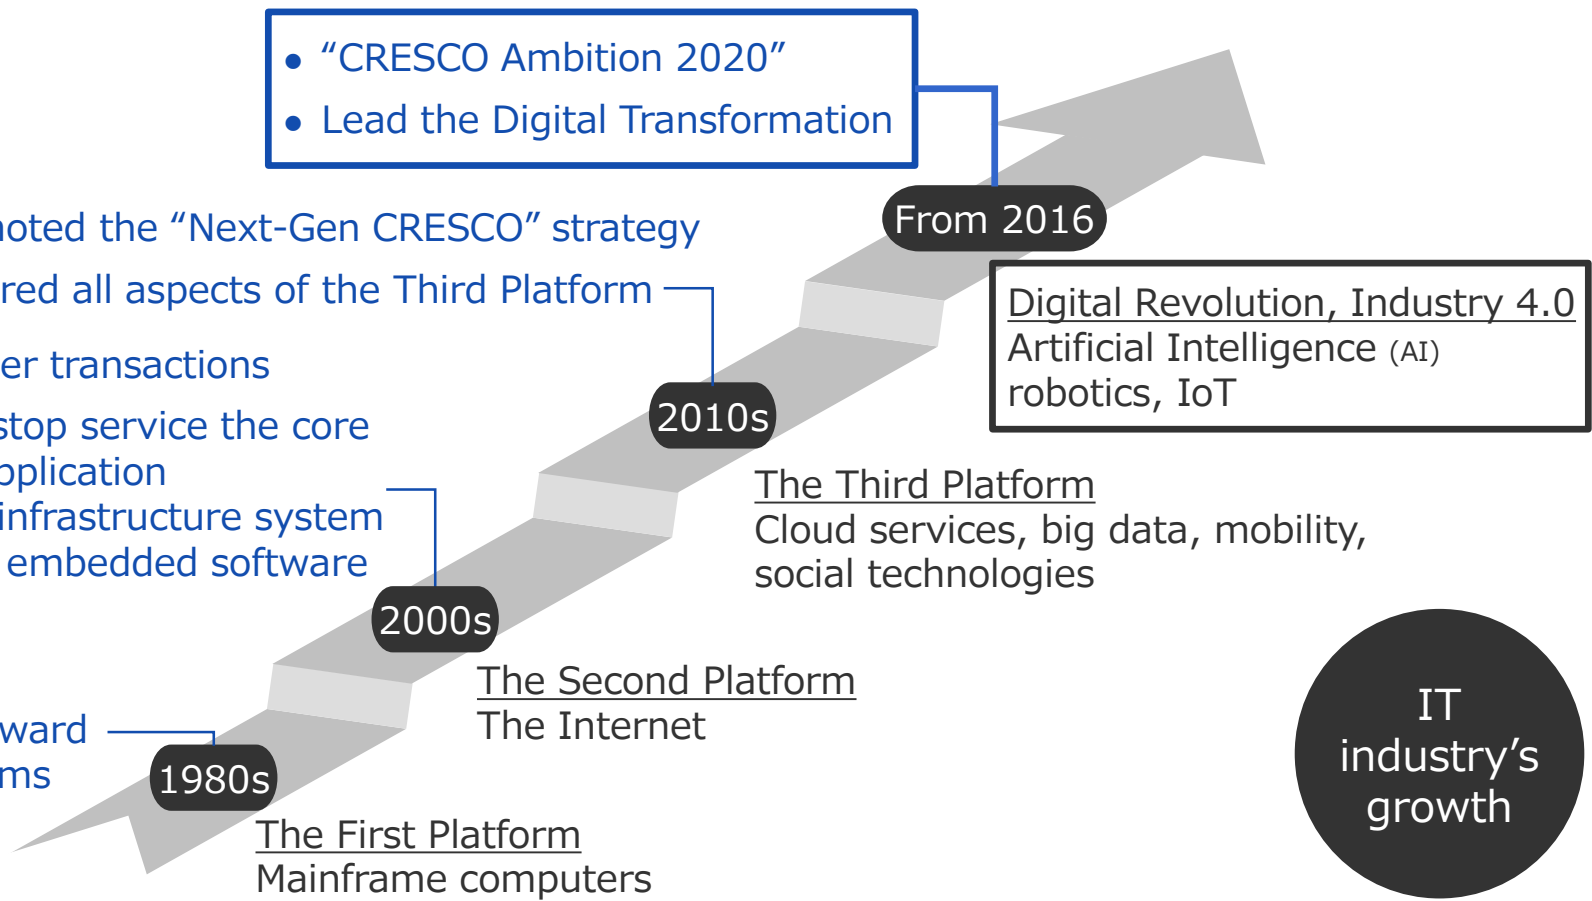 ● “CRESCO Ambition 2020”
● Lead the Digital Transformation
noted the “Next-Gen CRESCO” strategy
red all aspects of the Third Platform
er transactions
stop service the core
pplication
infrastructure system
embedded software
ward
ms
From 2016
Digital Revolution, Industry 4.0
Artificial Intelligence (AI)
robotics, IoT
2010s
The Third Platform
Cloud services, big data, mobility,
social technologies
2000s
The Second Platform
The Internet
1980s
The First Platform
Mainframe computers
IT
industry’s
growth